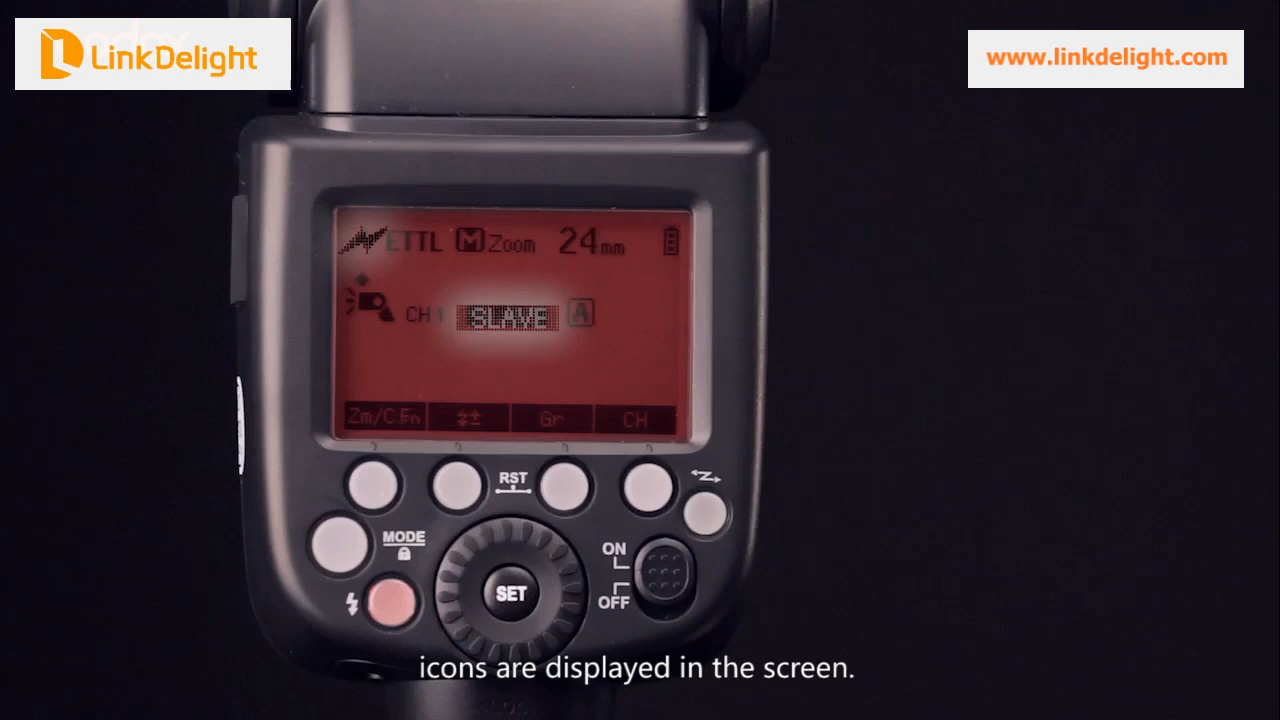 LinkDelight
www.linkdelight.com
ETTL M Zoom 24mm
CH 1 SLAVE A
Zm/C.Fn Gr CH
RST
MODE
ON
SET
OFF
icons are displayed in the screen.